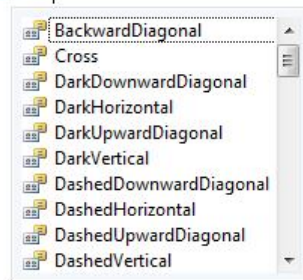 BackwardDiagonal
Cross
DarkDownwardDiagonal
DarkHorizontal
DarkUpwardDiagonal
DarkVertical
DashedDownwardDiagonal
DashedHorizontal
DashedUpwardDiagonal
DashedVertical